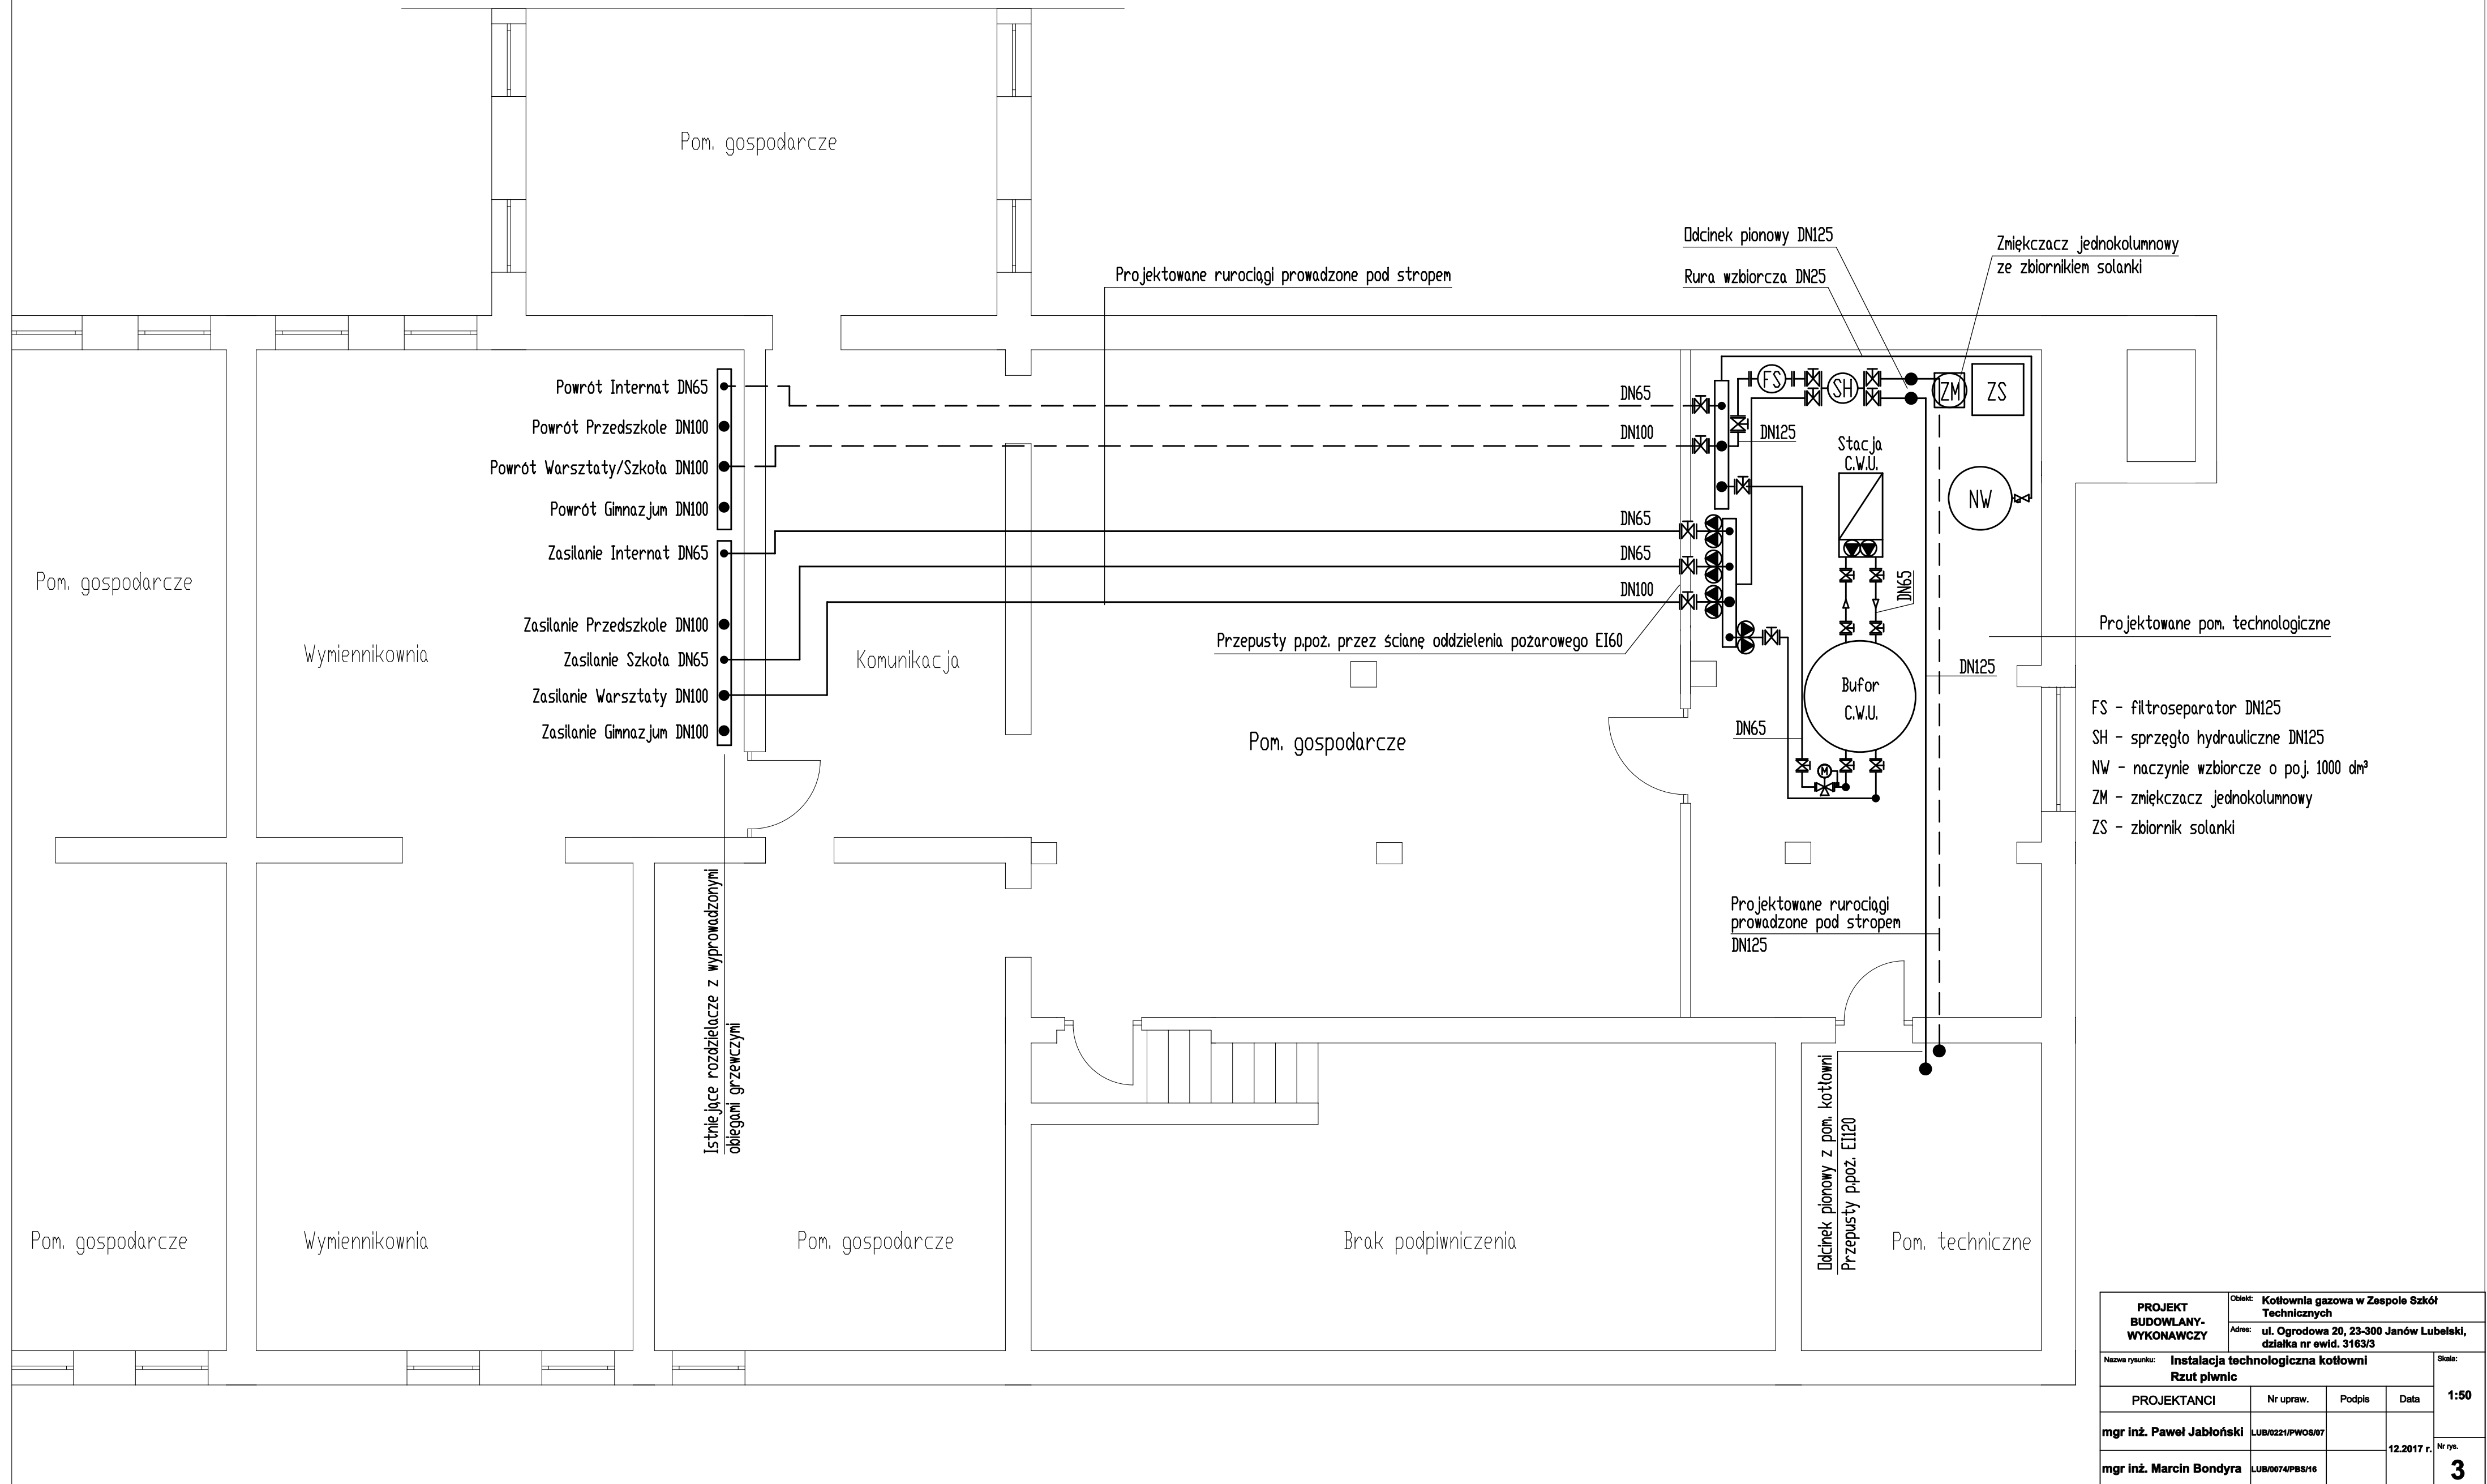 Pom. gospodarcze
Odcinek pionowy DN125
Rura wzbiorcza DN25
Zmiękczacz jednokolumnowy
ze zbiornikiem solanki
Projektowane rurociągi prowadzone pod stropem
Powrót Internat DN65
Powrót Przedszkole DN100
Powrót Warsztaty/Szkoła DN100
Powrót Gimnazjum DN100
Zasilanie Internat DN65
Zasilanie Przedszkole DN100
Zasilanie Szkoła DN65
Zasilanie Warsztaty DN100
Zasilanie Gimnazjum DN100
DN65
DN100
DN65
DN65
DN100
FS
SH
ZM
ZS
DN125
Stacja
C.W.U.
NW
DN65
Pom. gospodarcze
Wymiennikownia
Komunikacja
Przepusty p.poż. przez ścianę oddzielenia pożarowego EI60
Projektowane pom. technologiczne
DN125
Bufor
C.W.U.
DN65
M
Pom. gospodarcze
FS - filtroseparator DN125
SH - sprzęgło hydrauliczne DN125
NW - naczynie wzbiorcze o poj. 1000 dm³
ZM - zmiękczacz jednokolumnowy
ZS - zbiornik solanki
Projektowane rurociągi
prowadzone pod stropem
DN125
Istniejące rozdzielacze z wyprowadzonymi
obiegami grzewczymi
Odcinek pionowy z pom. kotłowni
Przepusty p.poż. EI120
Pom. gospodarcze
Wymiennikownia
Pom. gospodarcze
Brak podpiwniczenia
Pom. techniczne
PROJEKT
BUDOWLANY-
WYKONAWCZY
Obiekt: Kotłownia gazowa w Zespole Szkół
Technicznych
Adres: ul. Ogrodowa 20, 23-300 Janów Lubelski,
działka nr ewid. 3163/3
Nazwa rysunku: Instalacja technologiczna kotłowni
Rzut piwnic
Skala:
1:50
PROJEKTANCI Nr upraw. Podpis Data
mgr inż. Paweł Jabłoński LUB/0221/PWOS/07
12.2017 r.
Nr rys.
3
mgr inż. Marcin Bondyra LUB/0074/PBS/16